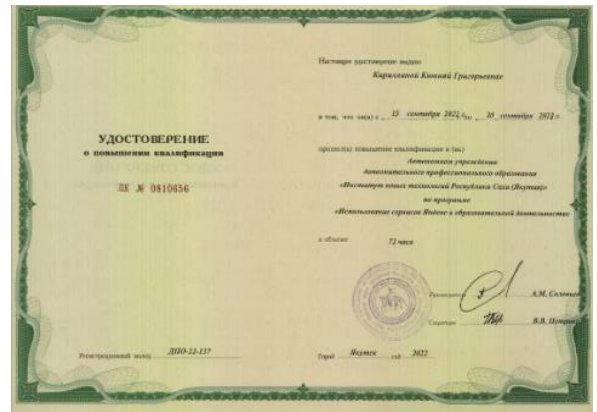 УДОСТОВЕРЕНИЕ
о повышении квалификации
ПК № 0810656
Регистрационный номер ДПО-22-137
Настоящее удостоверение выдано
Кирилловой Григорьевне
в том, что он(а) с 13 сентября 2022 г. по 20 сентября 2022 г.
прошел(а) повышение квалификации в (на)
Автономном учреждении
дополнительного профессионального образования
«Институт новых технологий Республики Саха (Якутия)»
по программе
«Использование сервисов Яндекс в образовательной деятельности»
в объеме 72 часа
Руководитель А.М. Соловьев
Секретарь В.В.
Город Якутск год 2022